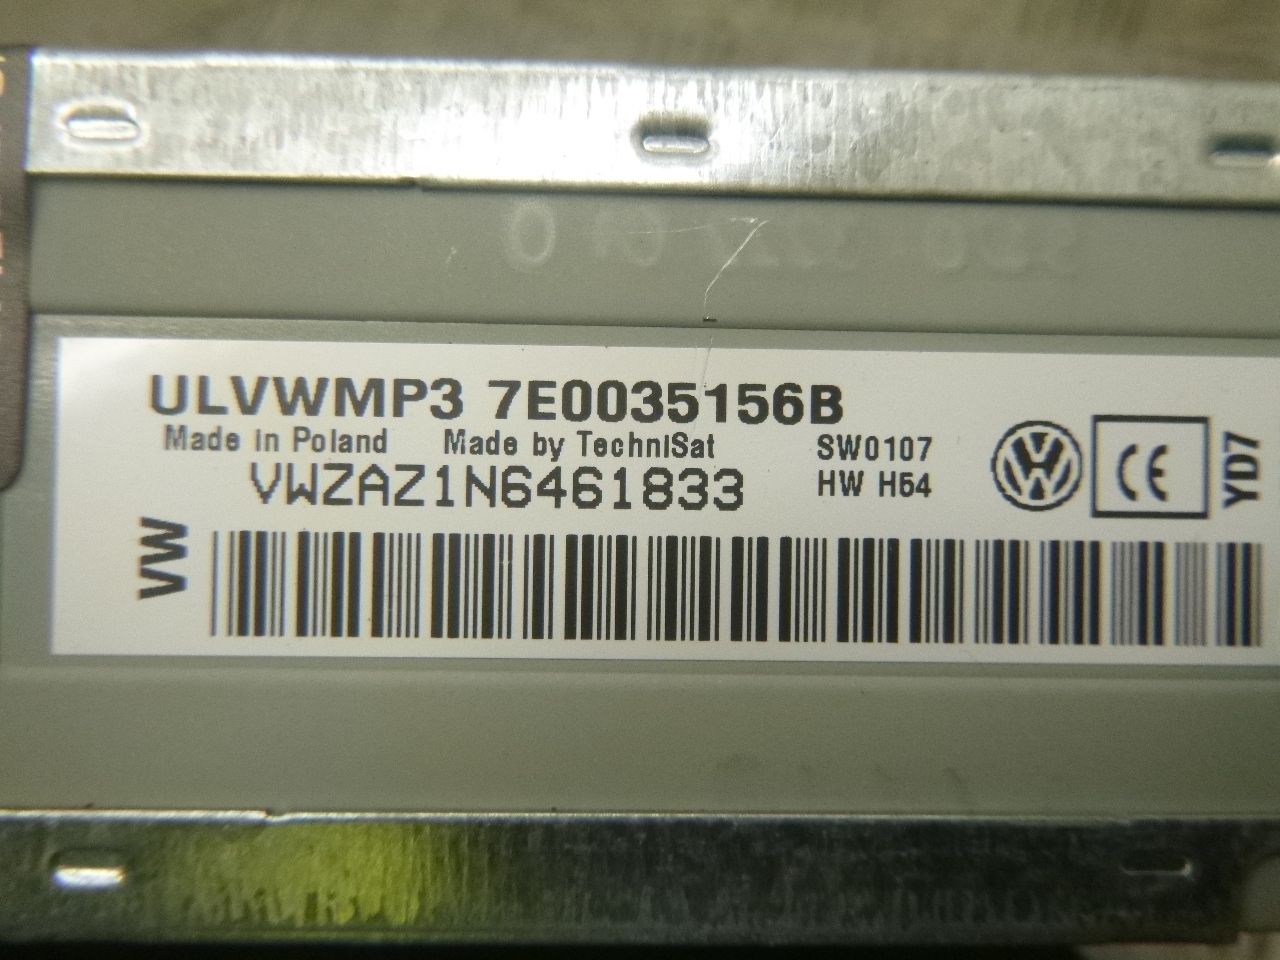 ULVWMP3 7E0035156B
Made in Poland Made by TechniSat SW0107
VWZAZ1N6461833 HW H54
CE
YD7
VW